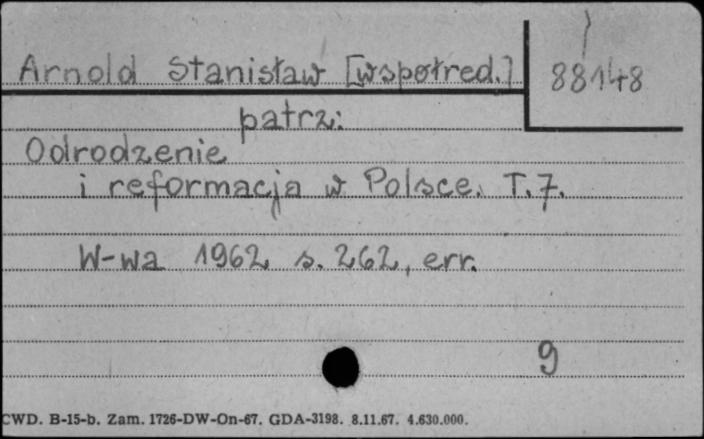 Arnold Stanisław [współred.] 88148
patrz:
Odrodzenie
i reformacja w Polsce. T.7.
W-wa 1962 s. 262, err.
9
CWD. B-15-b. Zam. 1726-DW-On-67. GDA-3198. 8.11.67. 4.630.000.